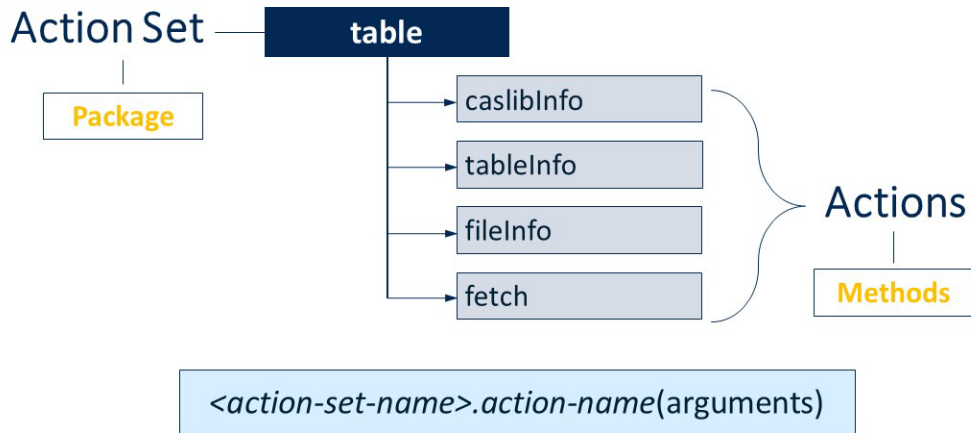 Action Set
table
Package
caslibInfo
tableInfo
fileInfo
fetch
Actions
Methods
<action-set-name>.action-name(arguments)